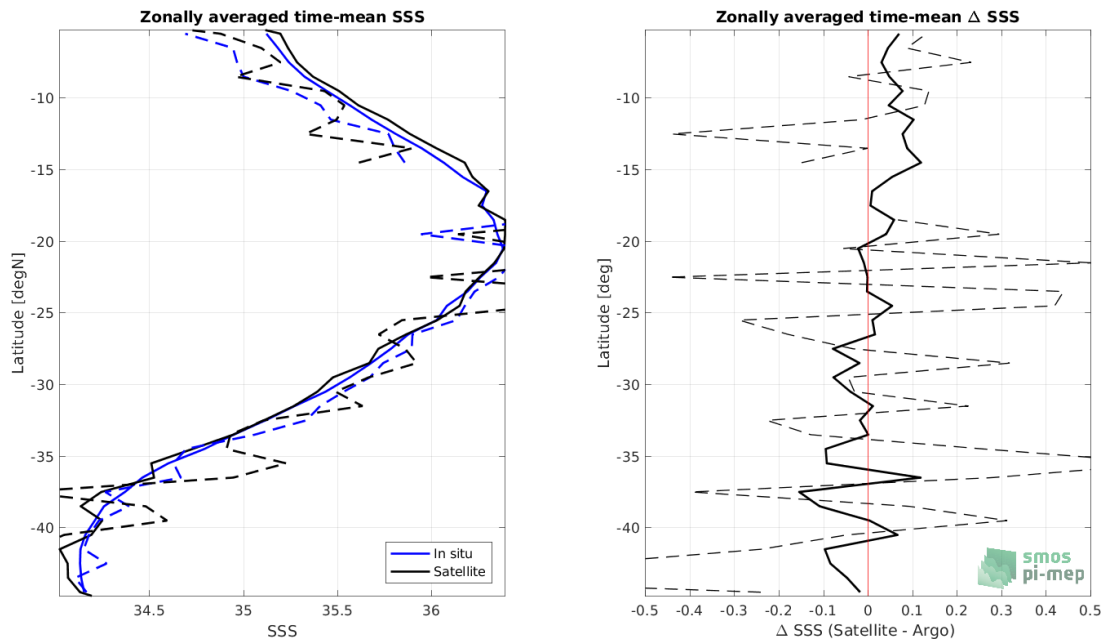 Zonally averaged time-mean SSS
-10
-15
-20
-25
-30
-35
-40
Latitude [degN]
34.5
35
35.5
36
SSS
In situ
Satellite
Zonally averaged time-mean Δ SSS
-10
-15
-20
-25
-30
-35
-40
Latitude [deg]
-0.5
-0.4
-0.3
-0.2
-0.1
0
0.1
0.2
0.3
0.4
0.5
Δ SSS (Satellite - Argo)
smos
pi-mep